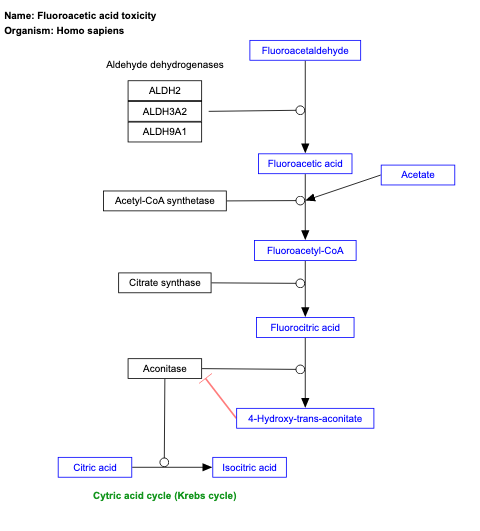 Name: Fluoroacetic acid toxicity
Organism: Homo sapiens
Fluoroacetaldehyde
Aldehyde dehydrogenases
ALDH2
ALDH3A2
ALDH9A1
Fluoroacetic acid
Acetate
Acetyl-CoA synthetase
Fluoroacetyl-CoA
Citrate synthase
Fluorocitric acid
Aconitase
4-Hydroxy-trans-aconitate
Citric acid
Isocitric acid
Cytric acid cycle (Krebs cycle)